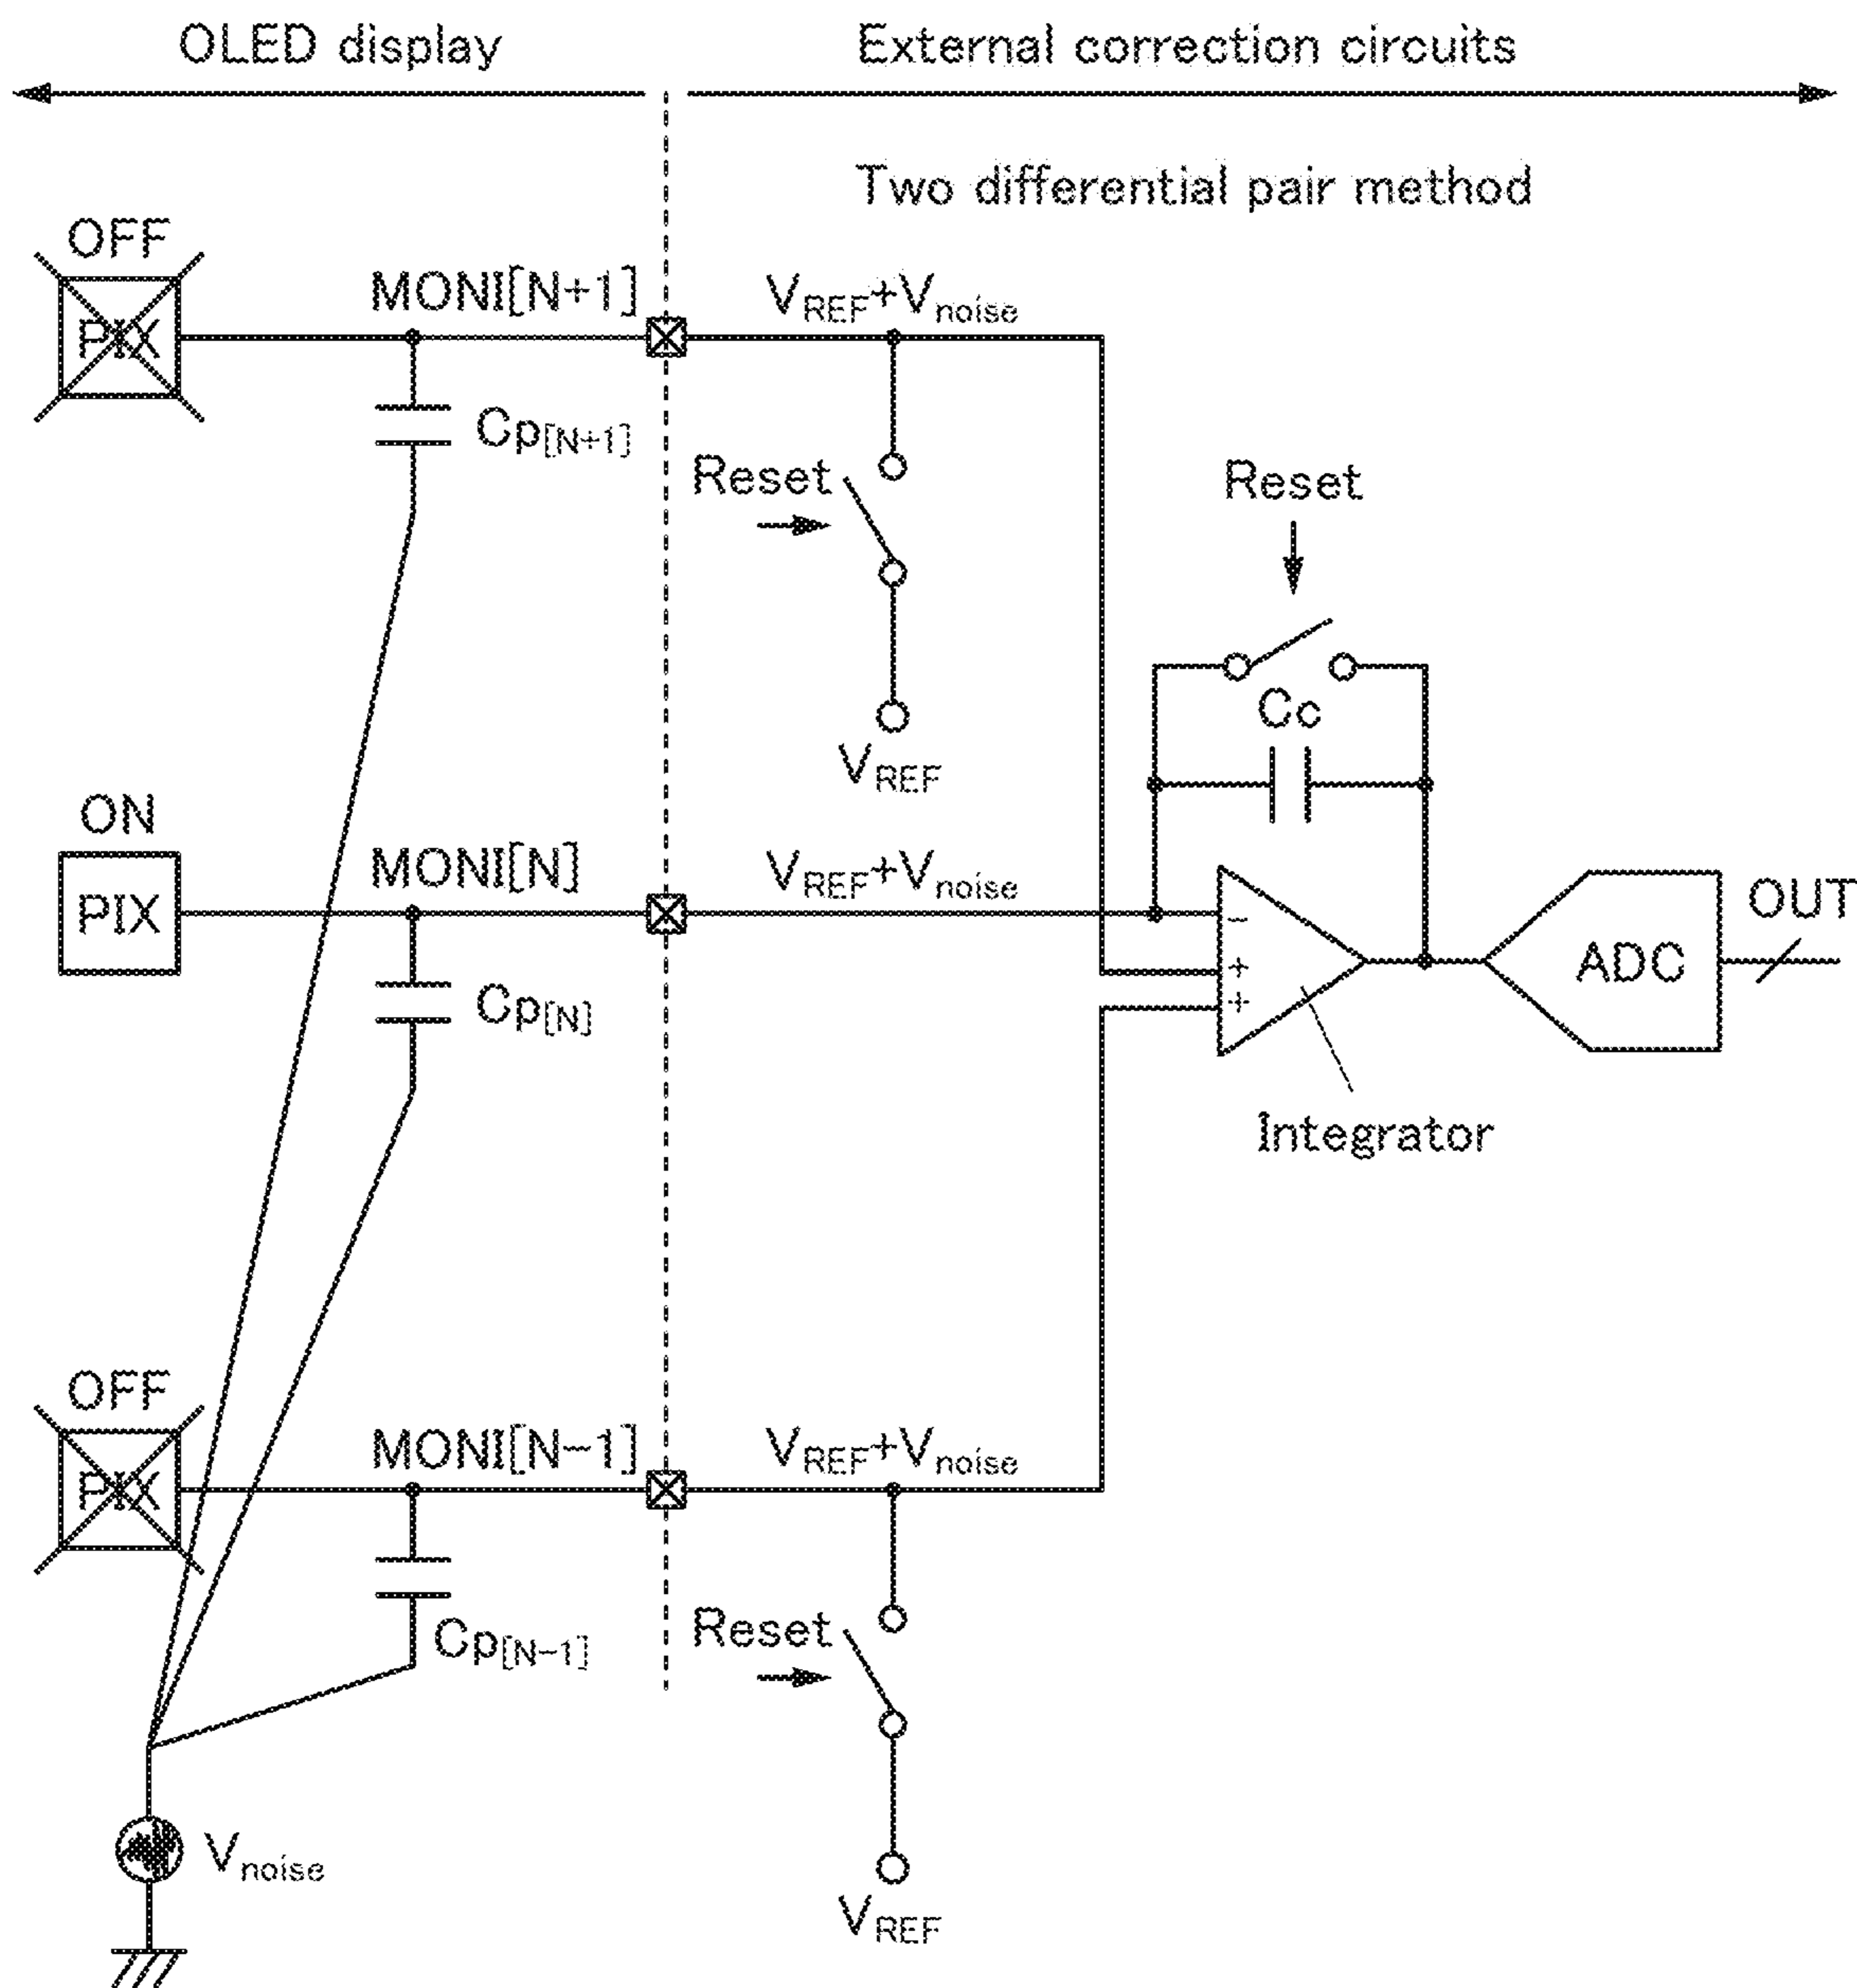 OLED display
External correction circuits
Two differential pair method
OFF
PIX
MONI[N+1]
VREF+Vnoise
Cp[N+1]
Reset
VREF
Reset
Cc
ON
PIX
MONI[N]
VREF+Vnoise
Cp[N]
−
+
+
ADC
OUT
Integrator
OFF
PIX
MONI[N−1]
VREF+Vnoise
Cp[N−1]
Reset
VREF
Vnoise